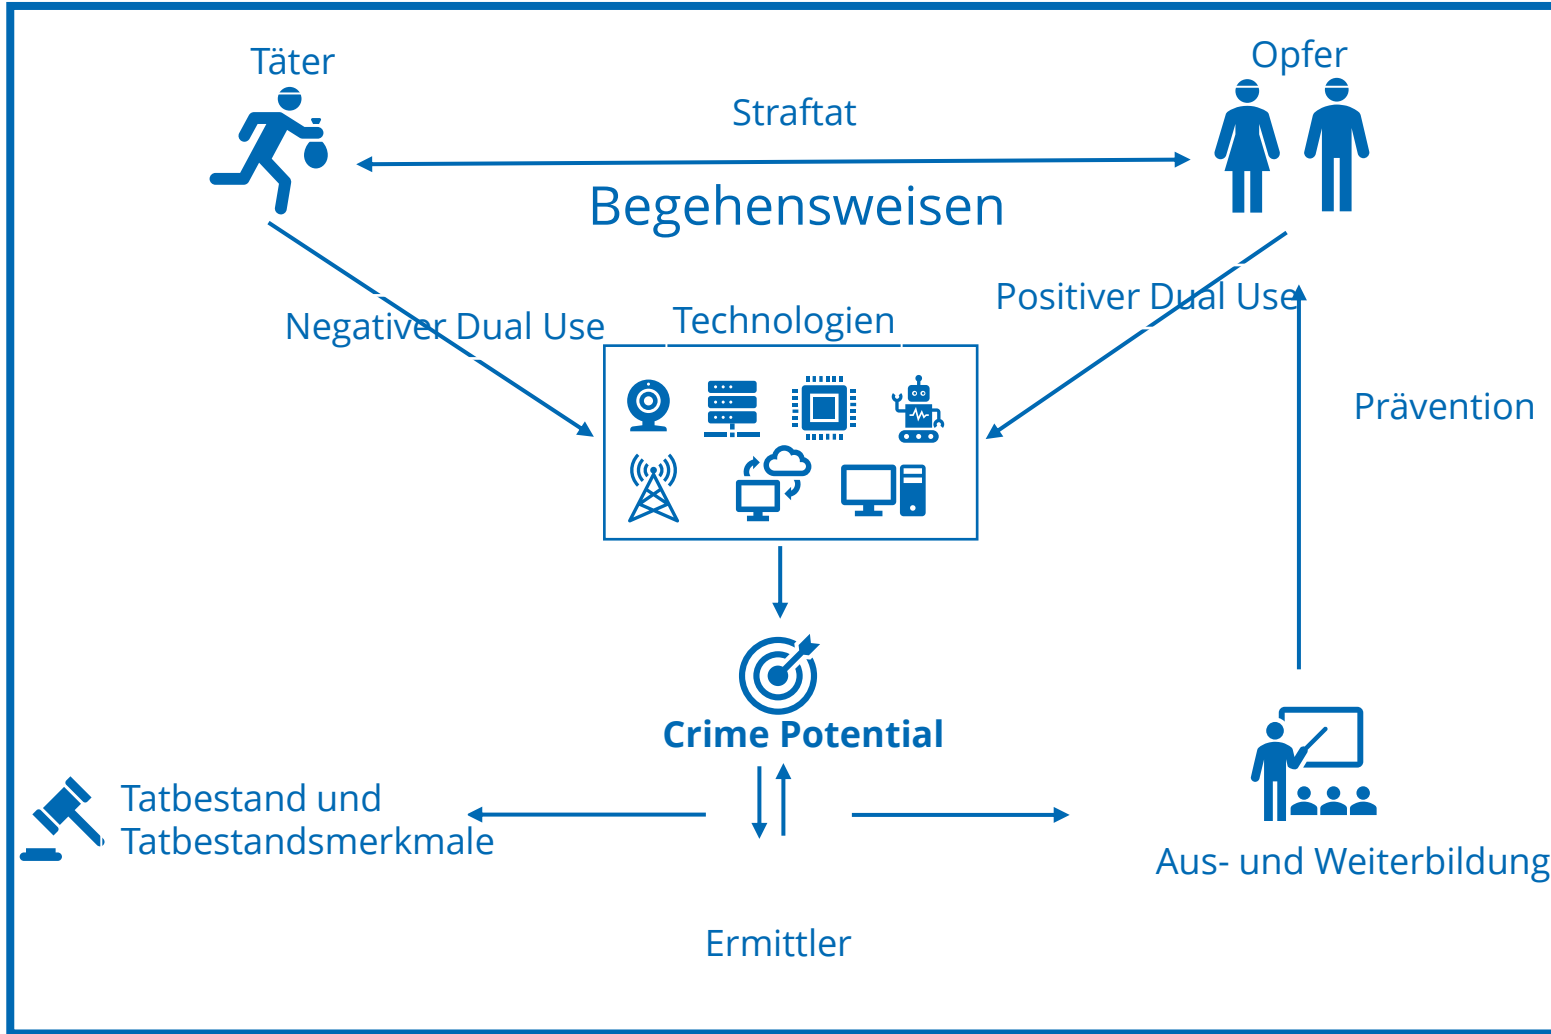 Täter
Opfer
Straftat
Begehensweisen
Negativer Dual Use
Technologien
Positiver Dual Use
Prävention
Crime Potential
Tatbestand und
Tatbestandsmerkmale
Aus- und Weiterbildung
Ermittler